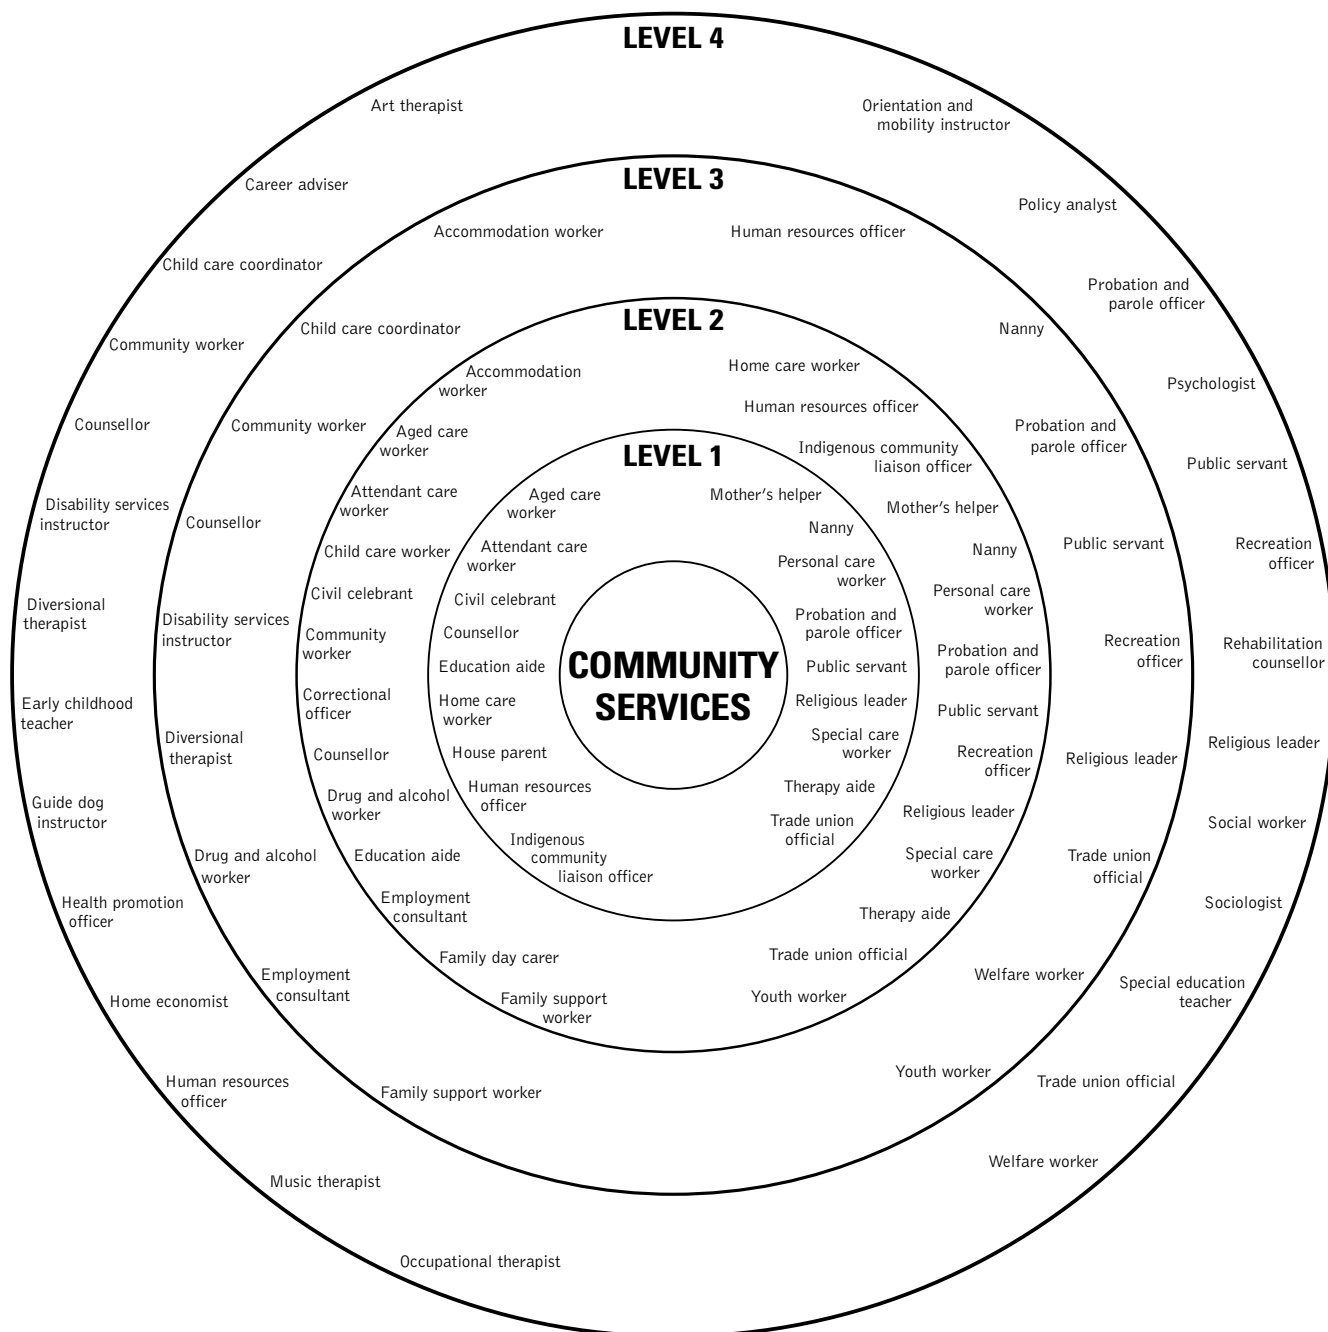 LEVEL 4
Art therapist
Career adviser
Child care coordinator
Community worker
Counsellor
Disability services
instructor
Diversional
therapist
Early childhood
teacher
Guide dog
instructor
Health promotion
officer
Home economist
Human resources
officer
Music therapist
Occupational therapist
Orientation and
mobility instructor
Policy analyst
Probation and
parole officer
Psychologist
Public servant
Recreation
officer
Rehabilitation
counsellor
Religious leader
Social worker
Sociologist
Special education
teacher
Trade union official
Welfare worker
LEVEL 3
Accommodation worker
Child care coordinator
Community worker
Counsellor
Disability services
instructor
Diversional
therapist
Drug and alcohol
worker
Employment
consultant
Family support worker
Human resources officer
Nanny
Probation and
parole officer
Public servant
Recreation
officer
Religious leader
Trade union
official
Welfare worker
Youth worker
LEVEL 2
Accommodation
worker
Aged care
worker
Attendant care
worker
Child care worker
Civil celebrant
Community
worker
Correctional
officer
Counsellor
Drug and alcohol
worker
Education aide
Employment
consultant
Family day carer
Family support
worker
Home care worker
Human resources officer
Indigenous community
liaison officer
Mother's helper
Nanny
Personal care
worker
Probation and
parole officer
Public servant
Recreation
officer
Religious leader
Special care
worker
Therapy aide
Trade union official
Youth worker
LEVEL 1
Aged care
worker
Attendant care
worker
Civil celebrant
Counsellor
Education aide
Home care
worker
House parent
Human resources
officer
Indigenous
community
liaison officer
Mother's helper
Nanny
Personal care
worker
Probation and
parole officer
Public servant
Religious leader
Special care
worker
Therapy aide
Trade union
official
COMMUNITY
SERVICES